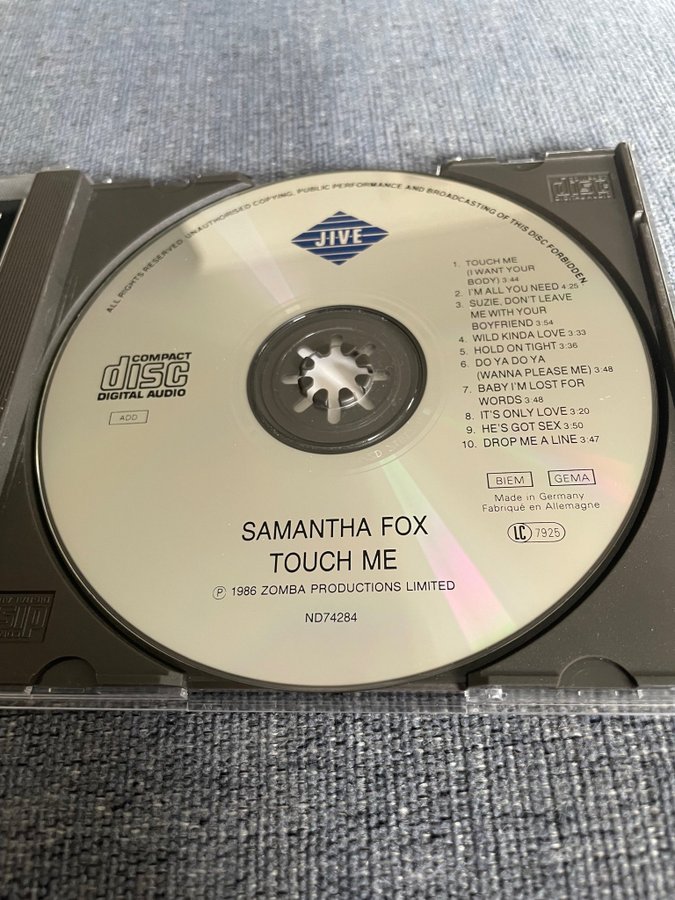 ALL RIGHTS RESERVED. UNAUTHORISED COPYING, PUBLIC PERFORMANCE AND BROADCASTING OF THIS DISC FORBIDDEN.
JIVE
1. TOUCH ME
(I WANT YOUR
BODY) 3:44
2. I'M ALL YOU NEED 4:25
3. SUZIE, DON'T LEAVE
ME WITH YOUR
BOYFRIEND 3:54
4. WILD KINDA LOVE 3:33
5. HOLD ON TIGHT 3:36
6. DO YA DO YA
(WANNA PLEASE ME) 3:48
7. BABY I'M LOST FOR
WORDS 3:48
8. IT'S ONLY LOVE 3:20
9. HE'S GOT SEX 3:50
10. DROP ME A LINE 3:47
COMPACT
disc
DIGITAL AUDIO
ADD
BIEM GEMA
Made in Germany
Fabriqué en Allemagne
LC 7925
SAMANTHA FOX
TOUCH ME
Ⓟ 1986 ZOMBA PRODUCTIONS LIMITED
ND74284